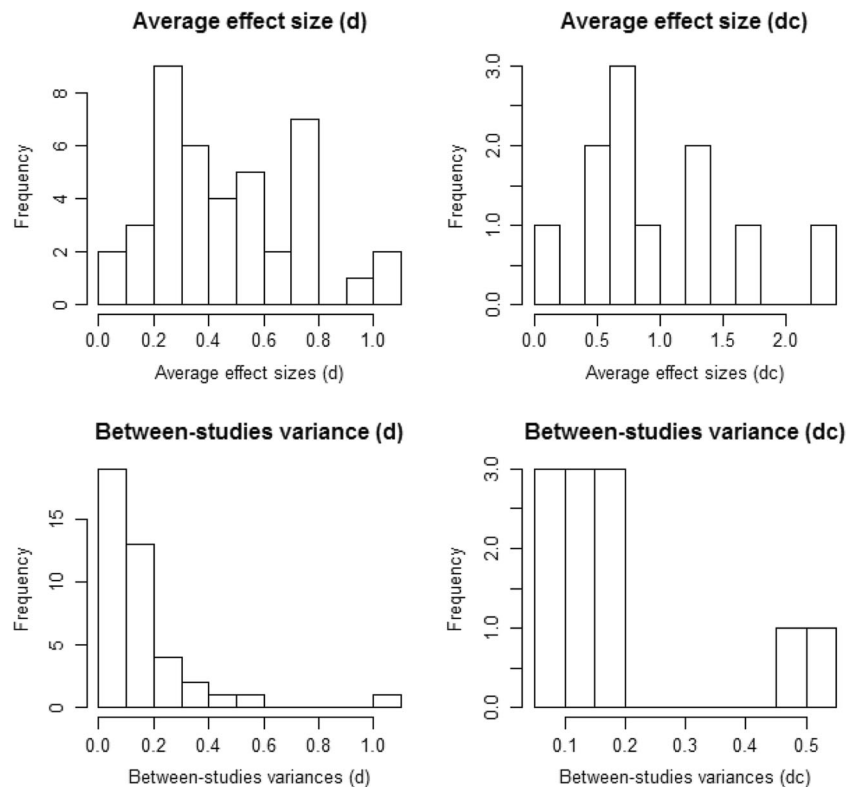 Average effect size (d)
Frequency
0 2 4 6 8
0.0 0.2 0.4 0.6 0.8 1.0
Average effect sizes (d)
Average effect size (dc)
Frequency
0.0 1.0 2.0 3.0
0.0 0.5 1.0 1.5 2.0
Average effect sizes (dc)
Between-studies variance (d)
Frequency
0 5 10 15
0.0 0.2 0.4 0.6 0.8 1.0
Between-studies variances (d)
Between-studies variance (dc)
Frequency
0.0 1.0 2.0 3.0
0.1 0.2 0.3 0.4 0.5
Between-studies variances (dc)